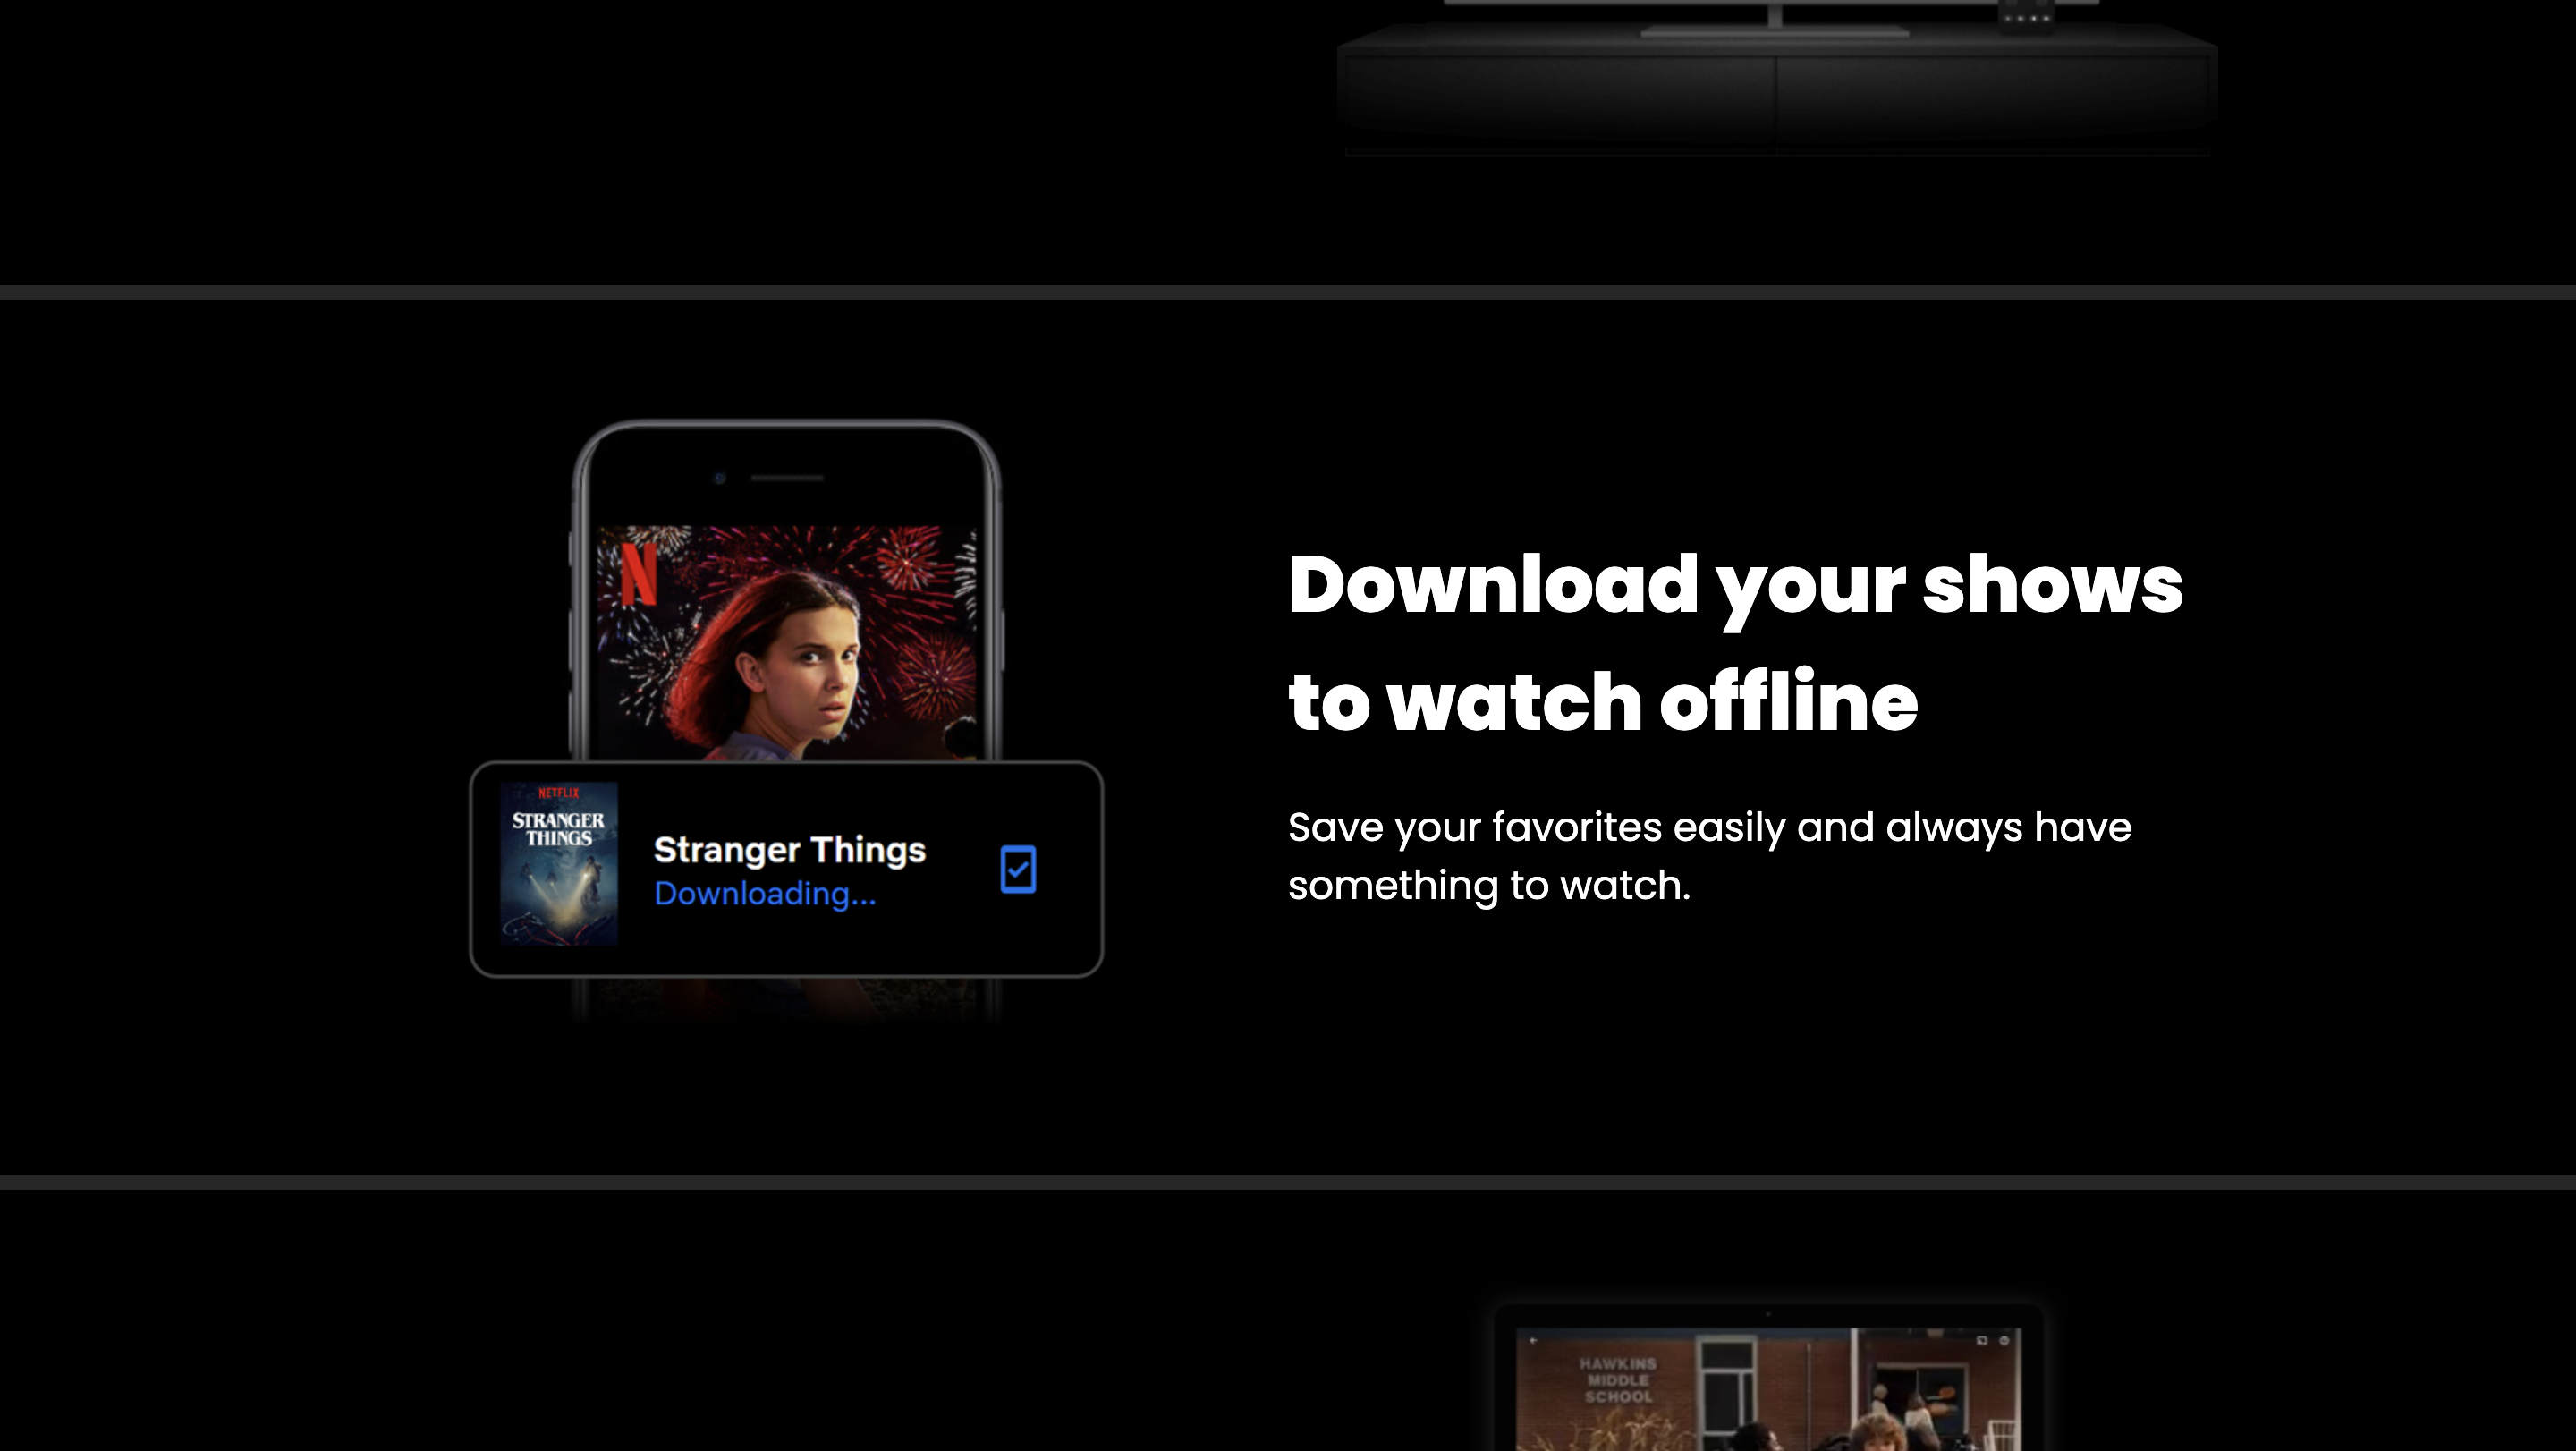 Download your shows
to watch offline
Save your favorites easily and always have
something to watch.
N
NETFLIX
STRANGER
THINGS
Stranger Things
Downloading...
HAWKINS
MIDDLE
SCHOOL